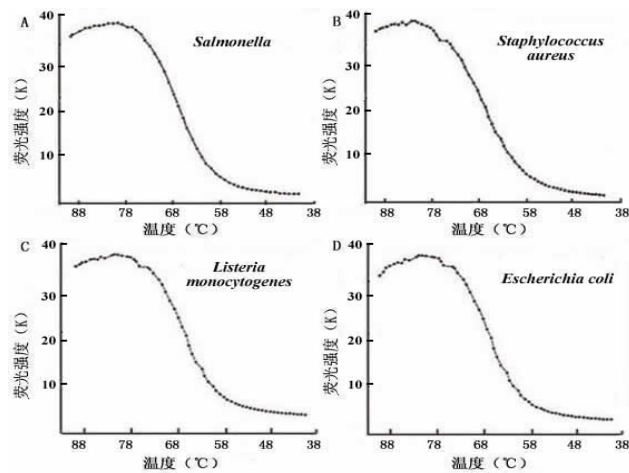 A
40
30
20
10
荧光强度（K）
Salmonella
88 78 68 58 48 38
温度（℃）
B
40
30
20
10
荧光强度（K）
Staphylococcus
aureus
88 78 68 58 48 38
温度（℃）
C
40
30
20
10
荧光强度（K）
Listeria
monocytogenes
88 78 68 58 48 38
温度（℃）
D
40
30
20
10
荧光强度（K）
Escherichia coli
88 78 68 58 48 38
温度（℃）